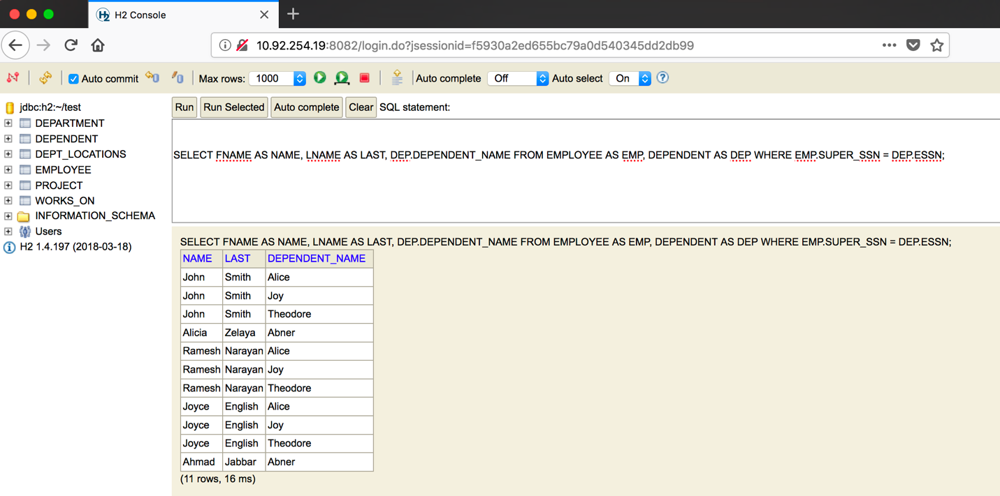 H2 Console
10.92.254.19:8082/login.do?jsessionid=f5930a2ed655bc79a0d540345dd2db99
Auto commit Max rows: 1000 Auto complete Off Auto select On
jdbc:h2:~/test
DEPARTMENT
DEPENDENT
DEPT_LOCATIONS
EMPLOYEE
PROJECT
WORKS_ON
INFORMATION_SCHEMA
Users
H2 1.4.197 (2018-03-18)
Run Run Selected Auto complete Clear SQL statement:
SELECT FNAME AS NAME, LNAME AS LAST, DEP.DEPENDENT_NAME FROM EMPLOYEE AS EMP, DEPENDENT AS DEP WHERE EMP.SUPER_SSN = DEP.ESSN;
SELECT FNAME AS NAME, LNAME AS LAST, DEP.DEPENDENT_NAME FROM EMPLOYEE AS EMP, DEPENDENT AS DEP WHERE EMP.SUPER_SSN = DEP.ESSN;
NAME LAST DEPENDENT_NAME
John Smith Alice
John Smith Joy
John Smith Theodore
Alicia Zelaya Abner
Ramesh Narayan Alice
Ramesh Narayan Joy
Ramesh Narayan Theodore
Joyce English Alice
Joyce English Joy
Joyce English Theodore
Ahmad Jabbar Abner
(11 rows, 16 ms)